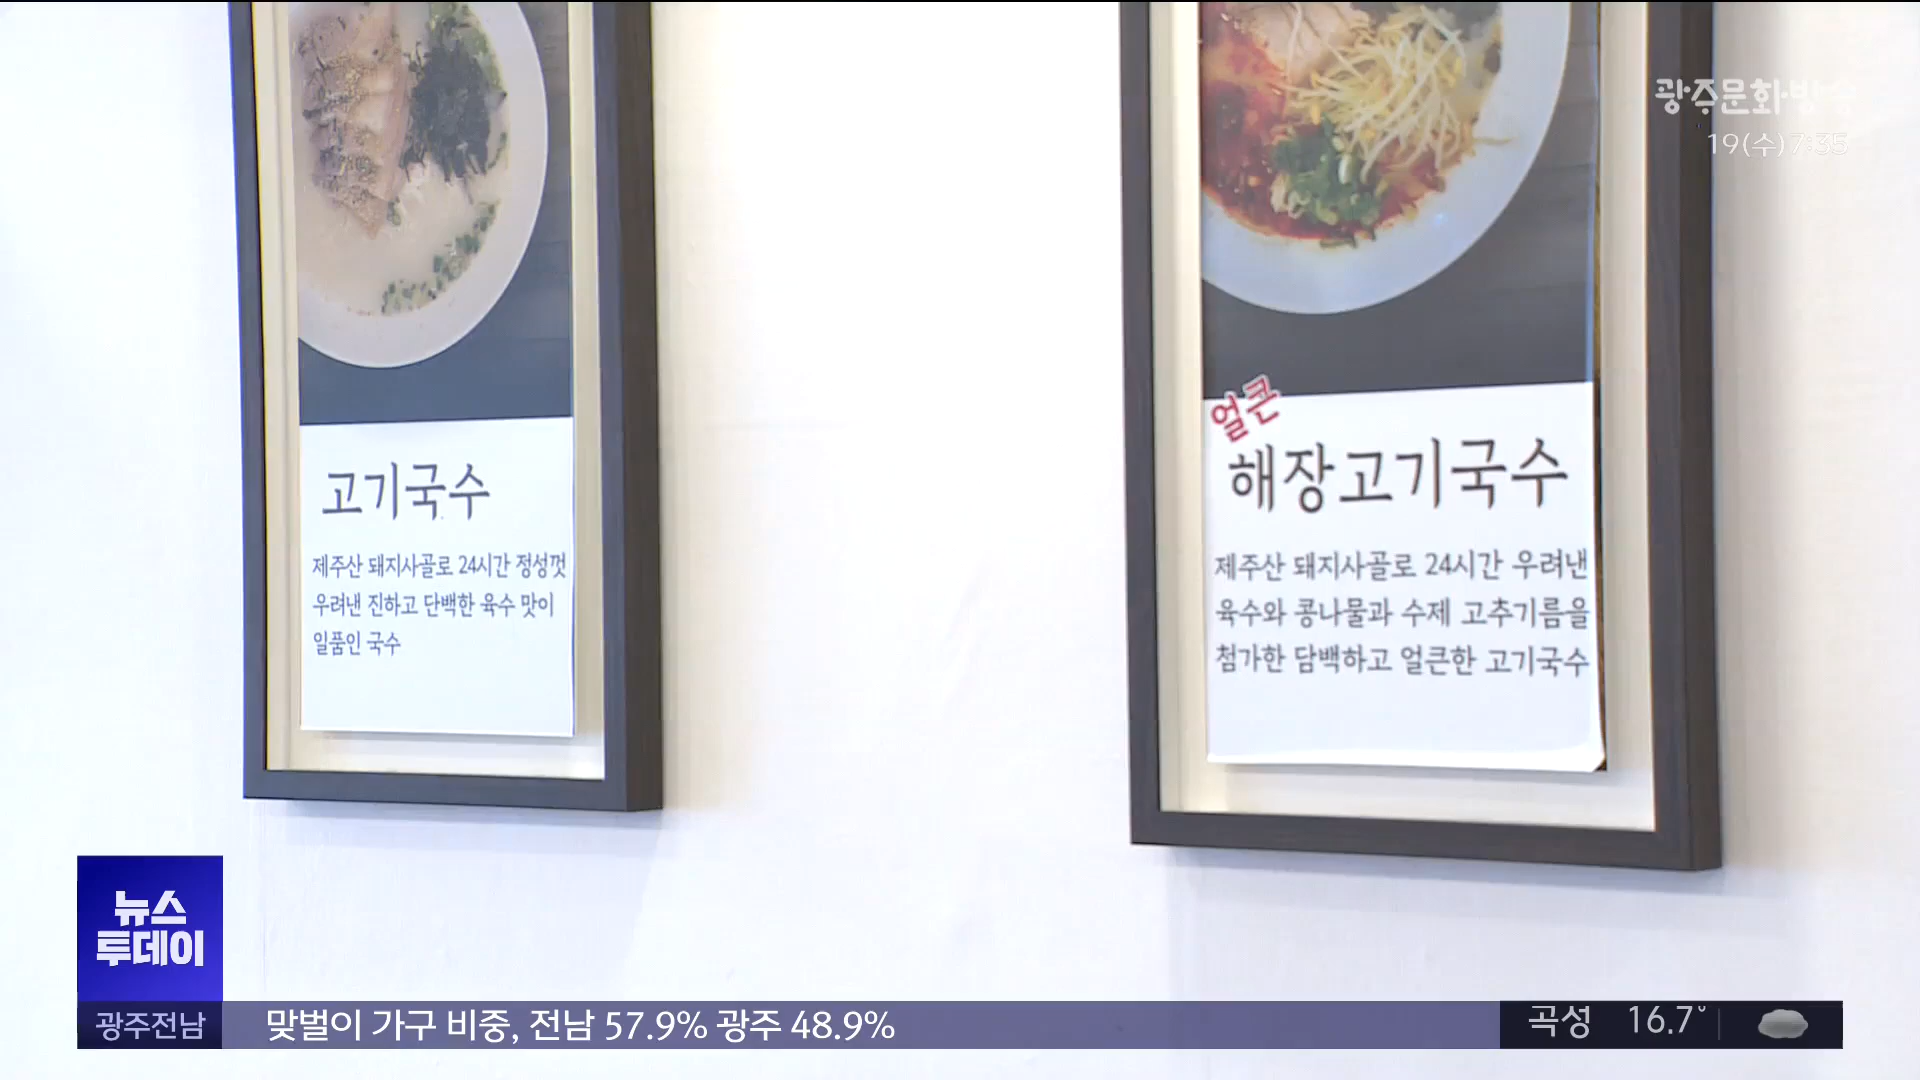 광주문화방송
19(수) 7:35
고기국수
제주산 돼지사골로 24시간 정성껏
우려낸 진하고 단백한 육수 맛이
일품인 국수
얼큰
해장고기국수
제주산 돼지사골로 24시간 우려낸
육수와 콩나물과 수제 고추기름을
첨가한 담백하고 얼큰한 고기국수
뉴스
투데이
광주전남 맞벌이 가구 비중, 전남 57.9% 광주 48.9% 곡성 16.7°